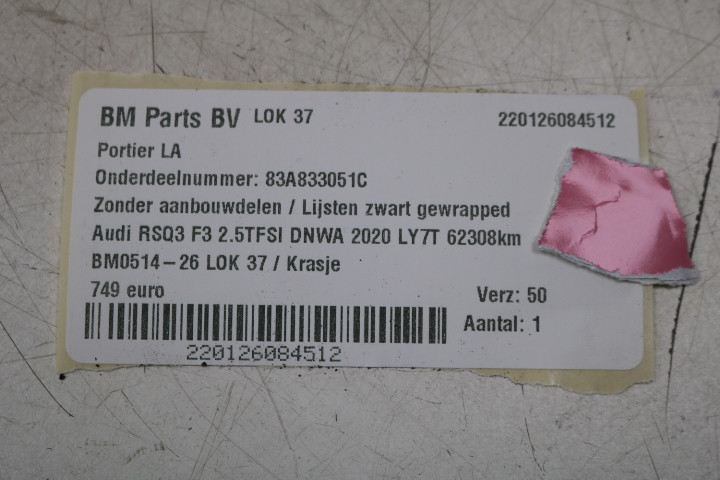 BM Parts BV LOK 37 220126084512
Portier LA
Onderdeelnummer: 83A833051C
Zonder aanbouwdelen / Lijsten zwart gewrapped
Audi RSQ3 F3 2.5TFSI DNWA 2020 LY7T 62308km
BM0514-26 LOK 37 / Krasje
749 euro Verz: 50
Aantal: 1
220126084512